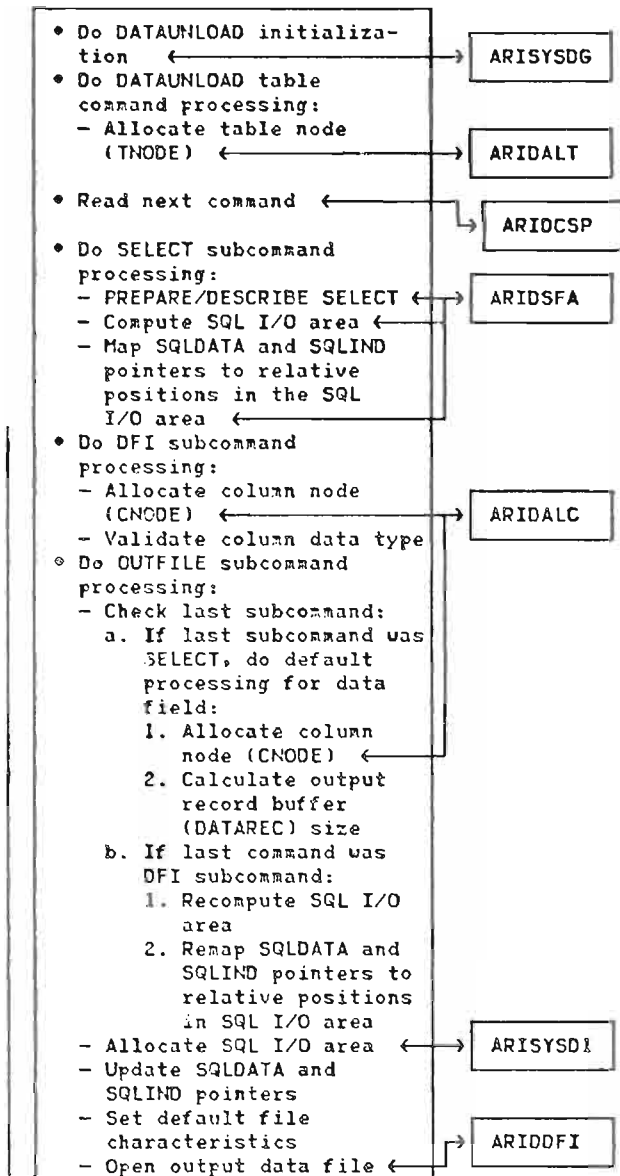 • Do DATAUNLOAD initializa-
tion ARISYSDG
• Do DATAUNLOAD table
command processing:
- Allocate table node
(TNODE) ARIDALT
• Read next command
ARIDCSP
• Do SELECT subcommand
processing:
- PREPARE/DESCRIBE SELECT ARIDSFA
- Compute SQL I/O area
- Map SQLDATA and SQLIND
pointers to relative
positions in the SQL
I/O area
• Do DFI subcommand
processing:
- Allocate column node
(CNODE) ARIDALC
- Validate column data type
• Do OUTFILE subcommand
processing:
- Check last subcommand:
a. If last subcommand was
SELECT, do default
processing for data
field:
1. Allocate column
node (CNODE)
2. Calculate output
record buffer
(DATAREC) size
b. If last command was
DFI subcommand:
1. Recompute SQL I/O
area
2. Remap SQLDATA and
SQLIND pointers to
relative positions
in SQL I/O area
- Allocate SQL I/O area ARISYSD1
- Update SQLDATA and
SQLIND pointers
- Set default file
characteristics ARIDDFI
- Open output data file